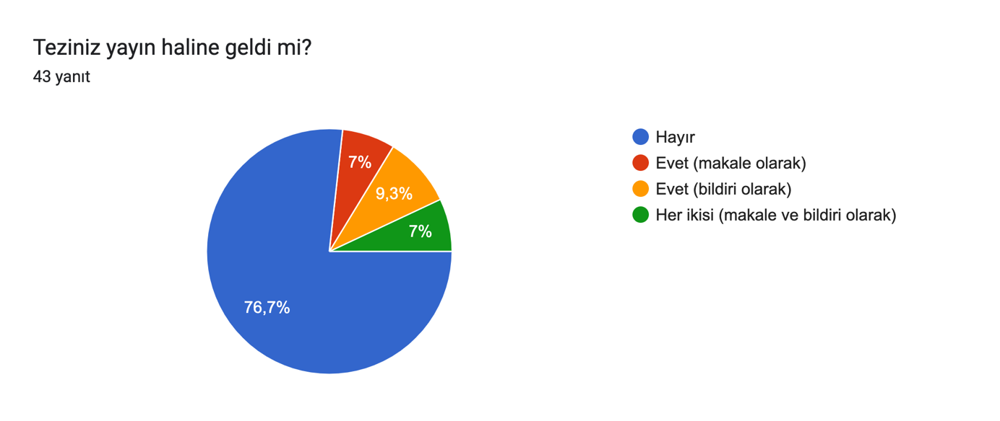 Teziniz yayın haline geldi mi?
43 yanıt
Hayır
Evet (makale olarak)
Evet (bildiri olarak)
Her ikisi (makale ve bildiri olarak)
7%
9,3%
7%
76,7%